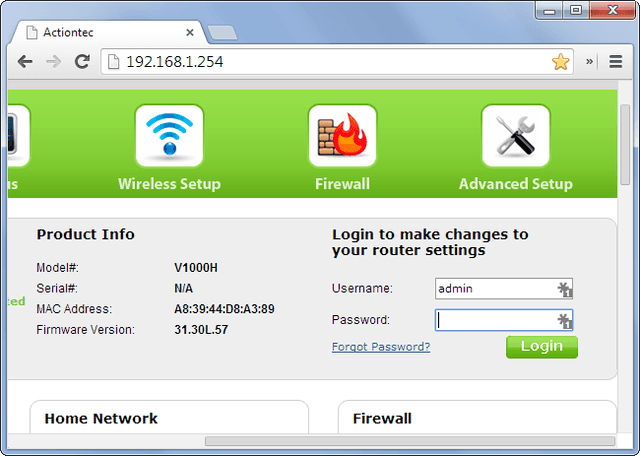 Actiontec
192.168.1.254
us
Wireless Setup
Firewall
Advanced Setup
ted
Product Info
Model#: V1000H
Serial#: N/A
MAC Address: A8:39:44:D8:A3:89
Firmware Version: 31.30L.57
Login to make changes to
your router settings
Username: admin
Password:
Forgot Password?
Login
Home Network
Firewall